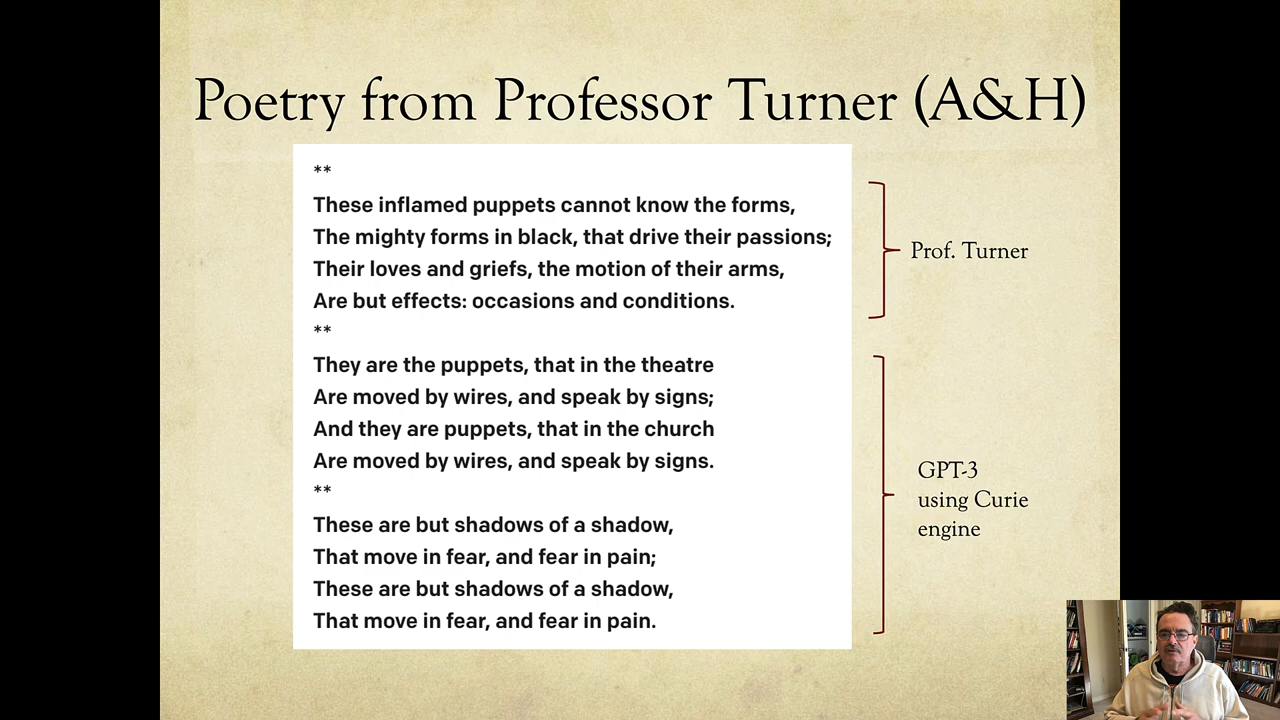 Poetry from Professor Turner (A&H)
**
These inflamed puppets cannot know the forms,
The mighty forms in black, that drive their passions;
Their loves and griefs, the motion of their arms,
Are but effects: occasions and conditions.
**
They are the puppets, that in the theatre
Are moved by wires, and speak by signs;
And they are puppets, that in the church
Are moved by wires, and speak by signs.
**
These are but shadows of a shadow,
That move in fear, and fear in pain;
These are but shadows of a shadow,
That move in fear, and fear in pain.
Prof. Turner
GPT-3
using Curie
engine